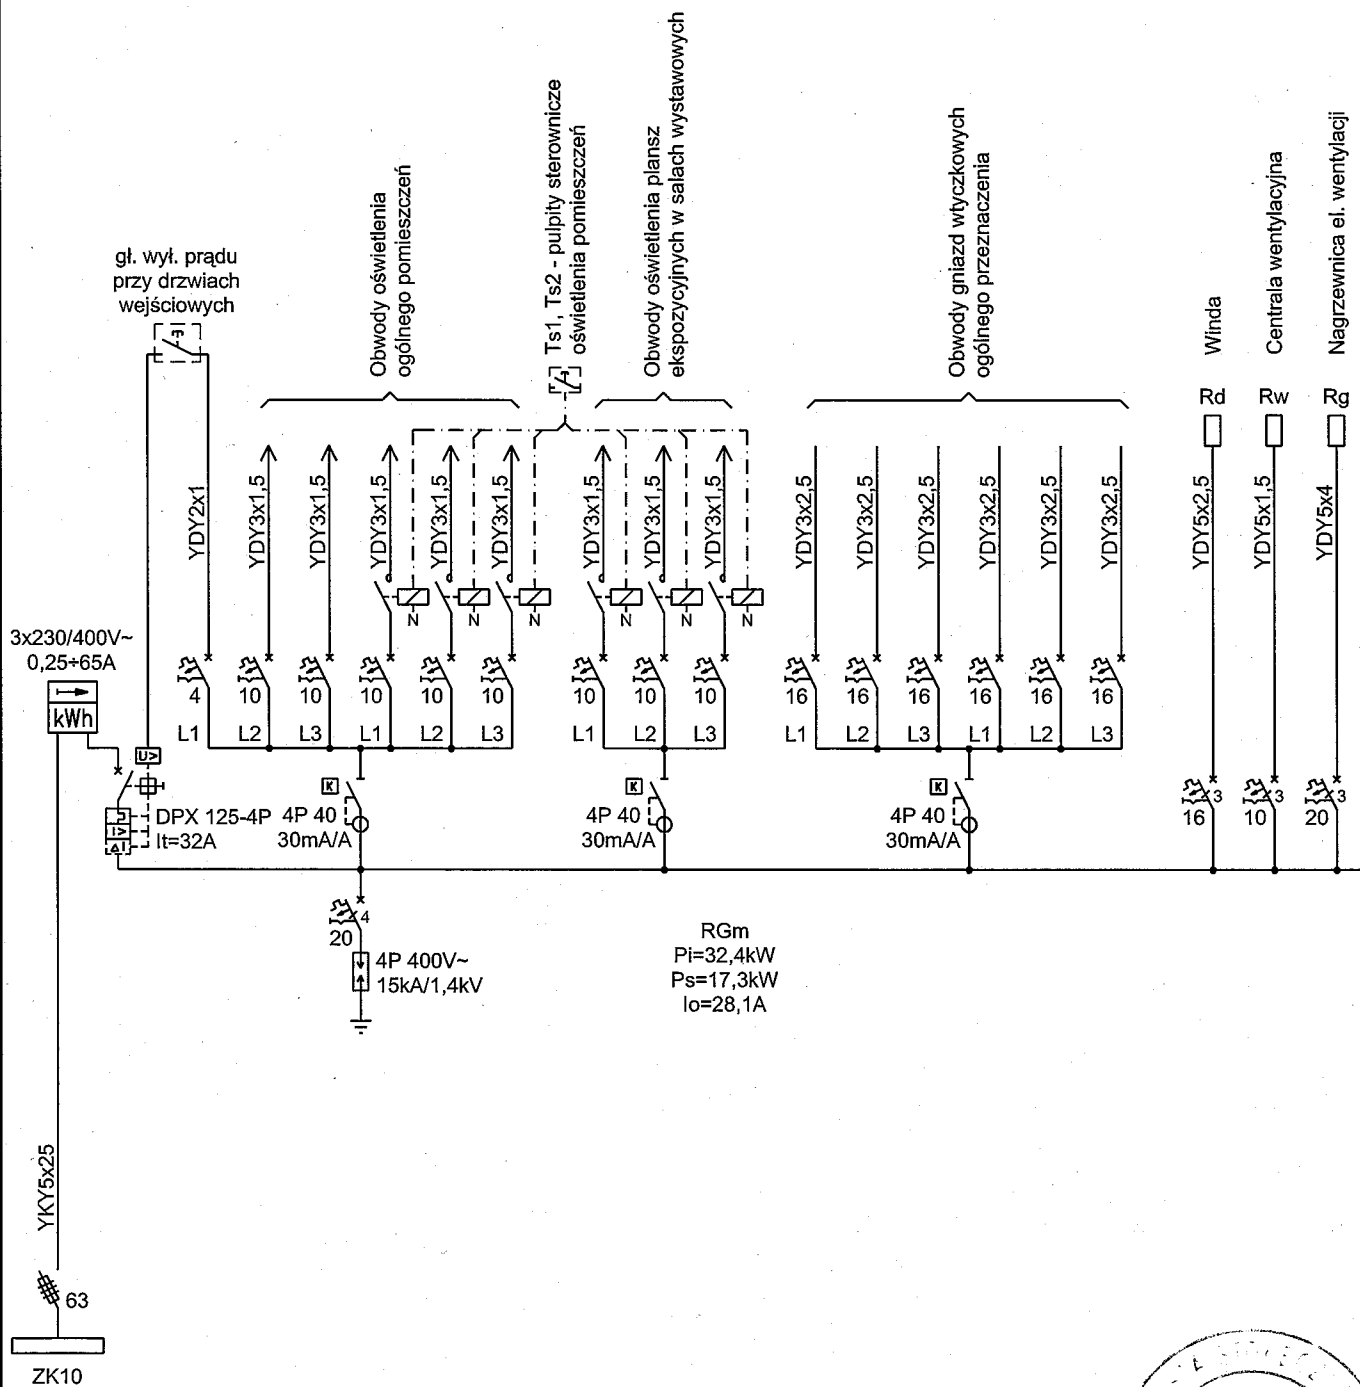 gł. wył. prądu
przy drzwiach
wejściowych
Obwody oświetlenia
ogólnego pomieszczeń
Ts1, Ts2 - pulpity sterownicze
oświetlenia pomieszczeń
Obwody oświetlenia plansz
ekspozycyjnych w salach wystawowych
Obwody gniazd wtyczkowych
ogólnego przeznaczenia
Winda
Centrala wentylacyjna
Nagrzewnica el. wentylacji
Rd Rw Rg
YDY2x1 YDY3x1,5 YDY3x1,5 YDY3x1,5 YDY3x1,5 YDY3x1,5 YDY3x1,5 YDY3x1,5 YDY3x1,5 YDY3x2,5 YDY3x2,5 YDY3x2,5 YDY3x2,5 YDY3x2,5 YDY3x2,5 YDY5x2,5 YDY5x1,5 YDY5x4
N N N N N N
3x230/400V~
0,25÷65A
kWh
4 10 10 10 10 10 10 10 10 16 16 16 16 16 16
L1 L2 L3 L1 L2 L3 L1 L2 L3 L1 L2 L3 L1 L2 L3
U>
K K K
3 3 3
16 10 20
DPX 125-4P
It=32A
I>
ΔI
4P 40
30mA/A
4P 40
30mA/A
4P 40
30mA/A
4
20
4P 400V~
15kA/1,4kV
RGm
Pi=32,4kW
Ps=17,3kW
Io=28,1A
YKY5x25
63
ZK10